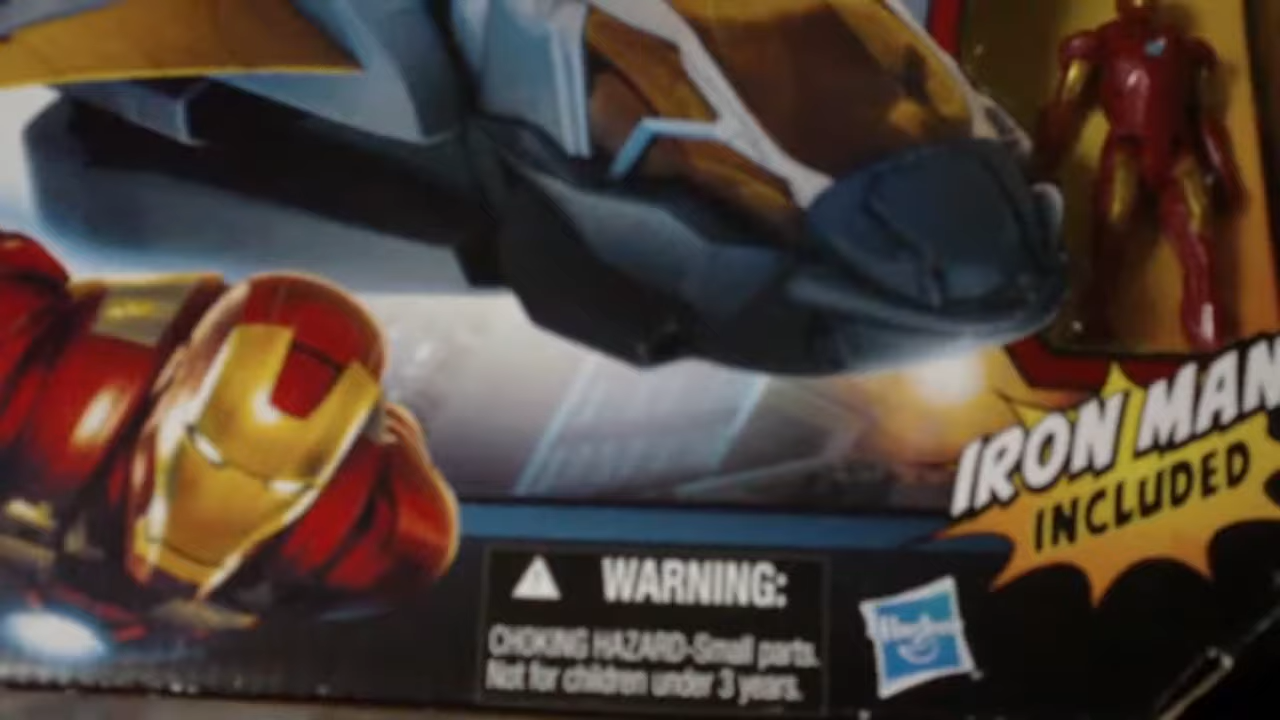 IRON MAN
INCLUDED
WARNING:
CHOKING HAZARD-Small parts.
Not for children under 3 years.
Hasbro